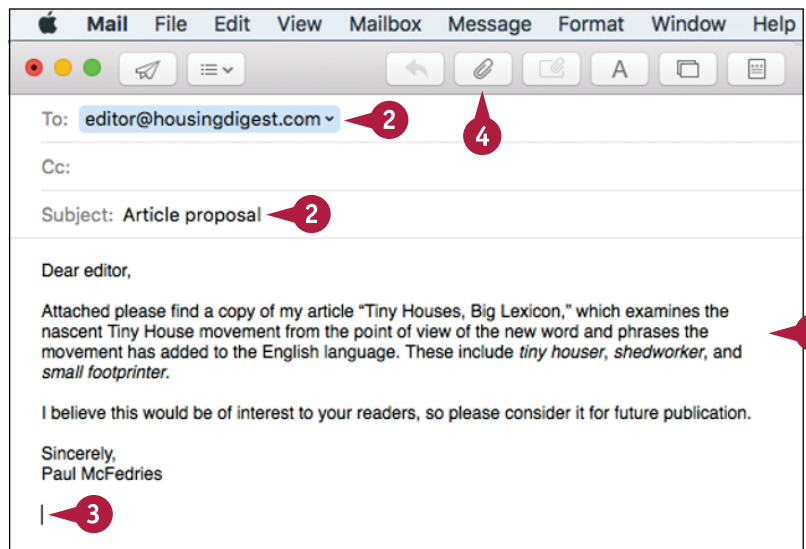 Mail File Edit View Mailbox Message Format Window Help
A
To: editor@housingdigest.com 2
4
Cc:
Subject: Article proposal 2
Dear editor,
Attached please find a copy of my article “Tiny Houses, Big Lexicon,” which examines the
nascent Tiny House movement from the point of view of the new word and phrases the
movement has added to the English language. These include tiny houser, shedworker, and
small footprinter.
I believe this would be of interest to your readers, so please consider it for future publication.
Sincerely,
Paul McFedries
3